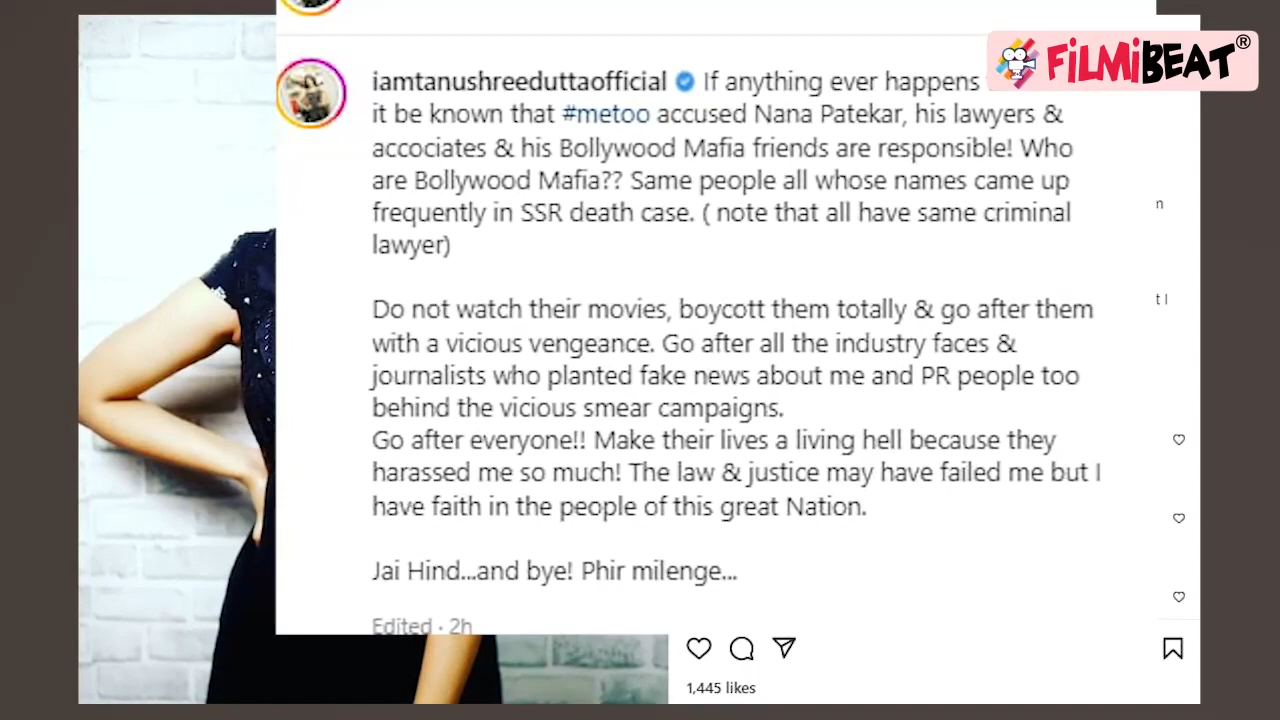 FiLMiBEAT®
iamtanushreeduttaofficial If anything ever happens
it be known that #metoo accused Nana Patekar, his lawyers &
accociates & his Bollywood Mafia friends are responsible! Who
are Bollywood Mafia?? Same people all whose names came up
frequently in SSR death case. ( note that all have same criminal
lawyer)
Do not watch their movies, boycott them totally & go after them
with a vicious vengeance. Go after all the industry faces &
journalists who planted fake news about me and PR people too
behind the vicious smear campaigns.
Go after everyone!! Make their lives a living hell because they
harassed me so much! The law & justice may have failed me but I
have faith in the people of this great Nation.
Jai Hind...and bye! Phir milenge...
Edited · 2h
1,445 likes